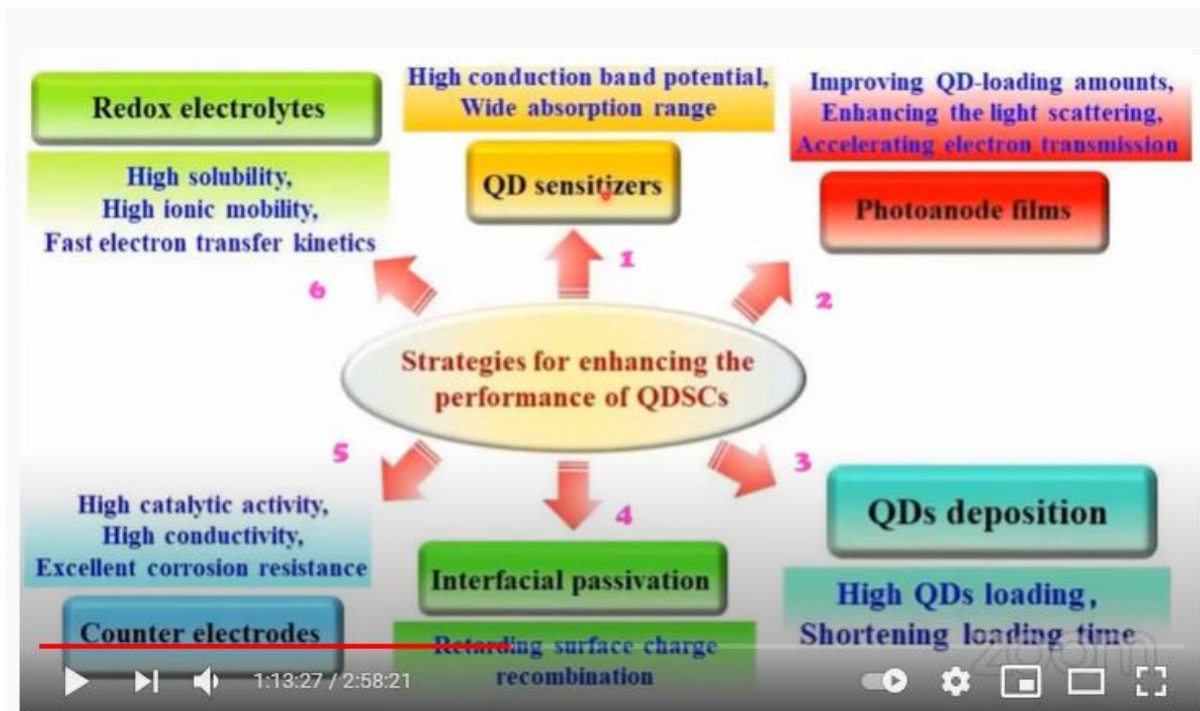 Redox electrolytes
High solubility,
High ionic mobility,
Fast electron transfer kinetics
6
High conduction band potential,
Wide absorption range
QD sensitizers
1
Improving QD-loading amounts,
Enhancing the light scattering,
Accelerating electron transmission
Photoanode films
2
Strategies for enhancing the
performance of QDSCs
5
High catalytic activity,
High conductivity,
Excellent corrosion resistance
Counter electrodes
4
Interfacial passivation
Retarding surface charge
recombination
3
QDs deposition
High QDs loading,
Shortening loading time
zoom
1:13:27 / 2:58:21